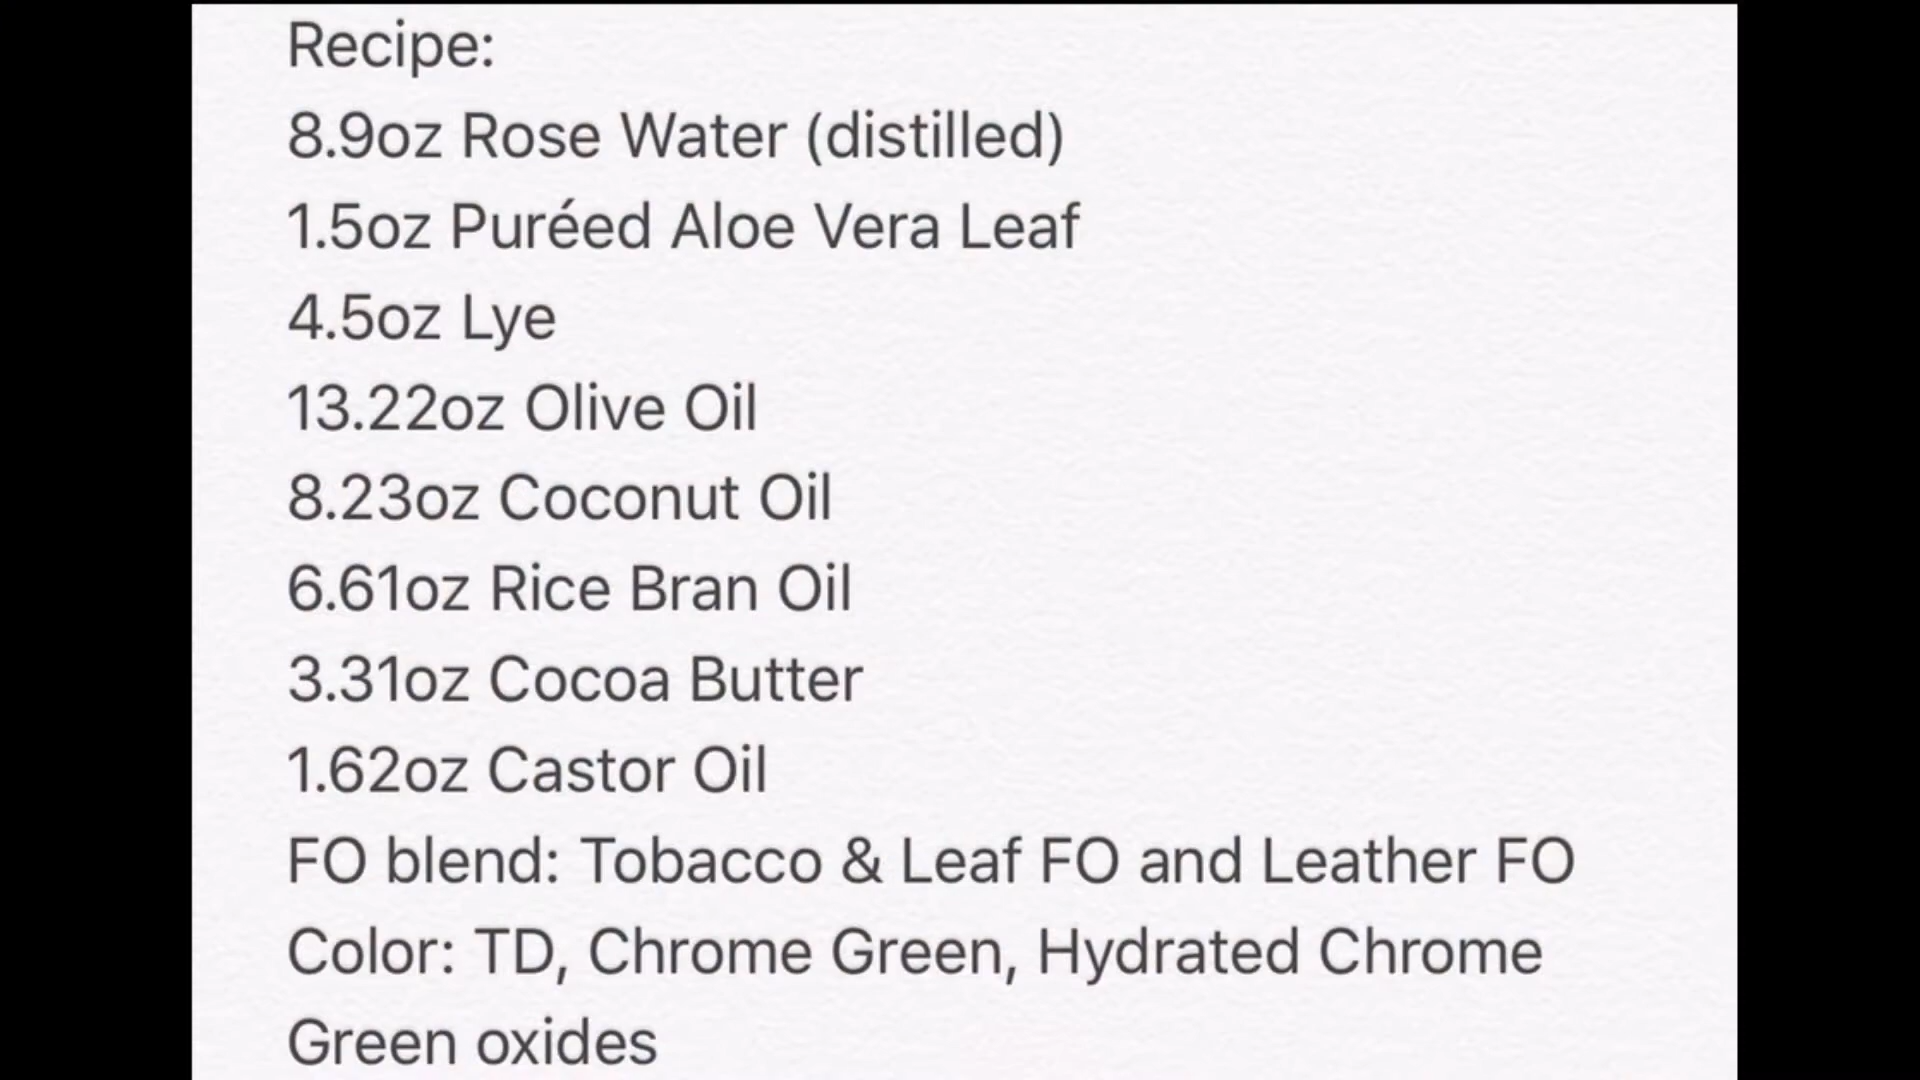 Recipe:
8.9oz Rose Water (distilled)
1.5oz Puréed Aloe Vera Leaf
4.5oz Lye
13.22oz Olive Oil
8.23oz Coconut Oil
6.61oz Rice Bran Oil
3.31oz Cocoa Butter
1.62oz Castor Oil
FO blend: Tobacco & Leaf FO and Leather FO
Color: TD, Chrome Green, Hydrated Chrome
Green oxides